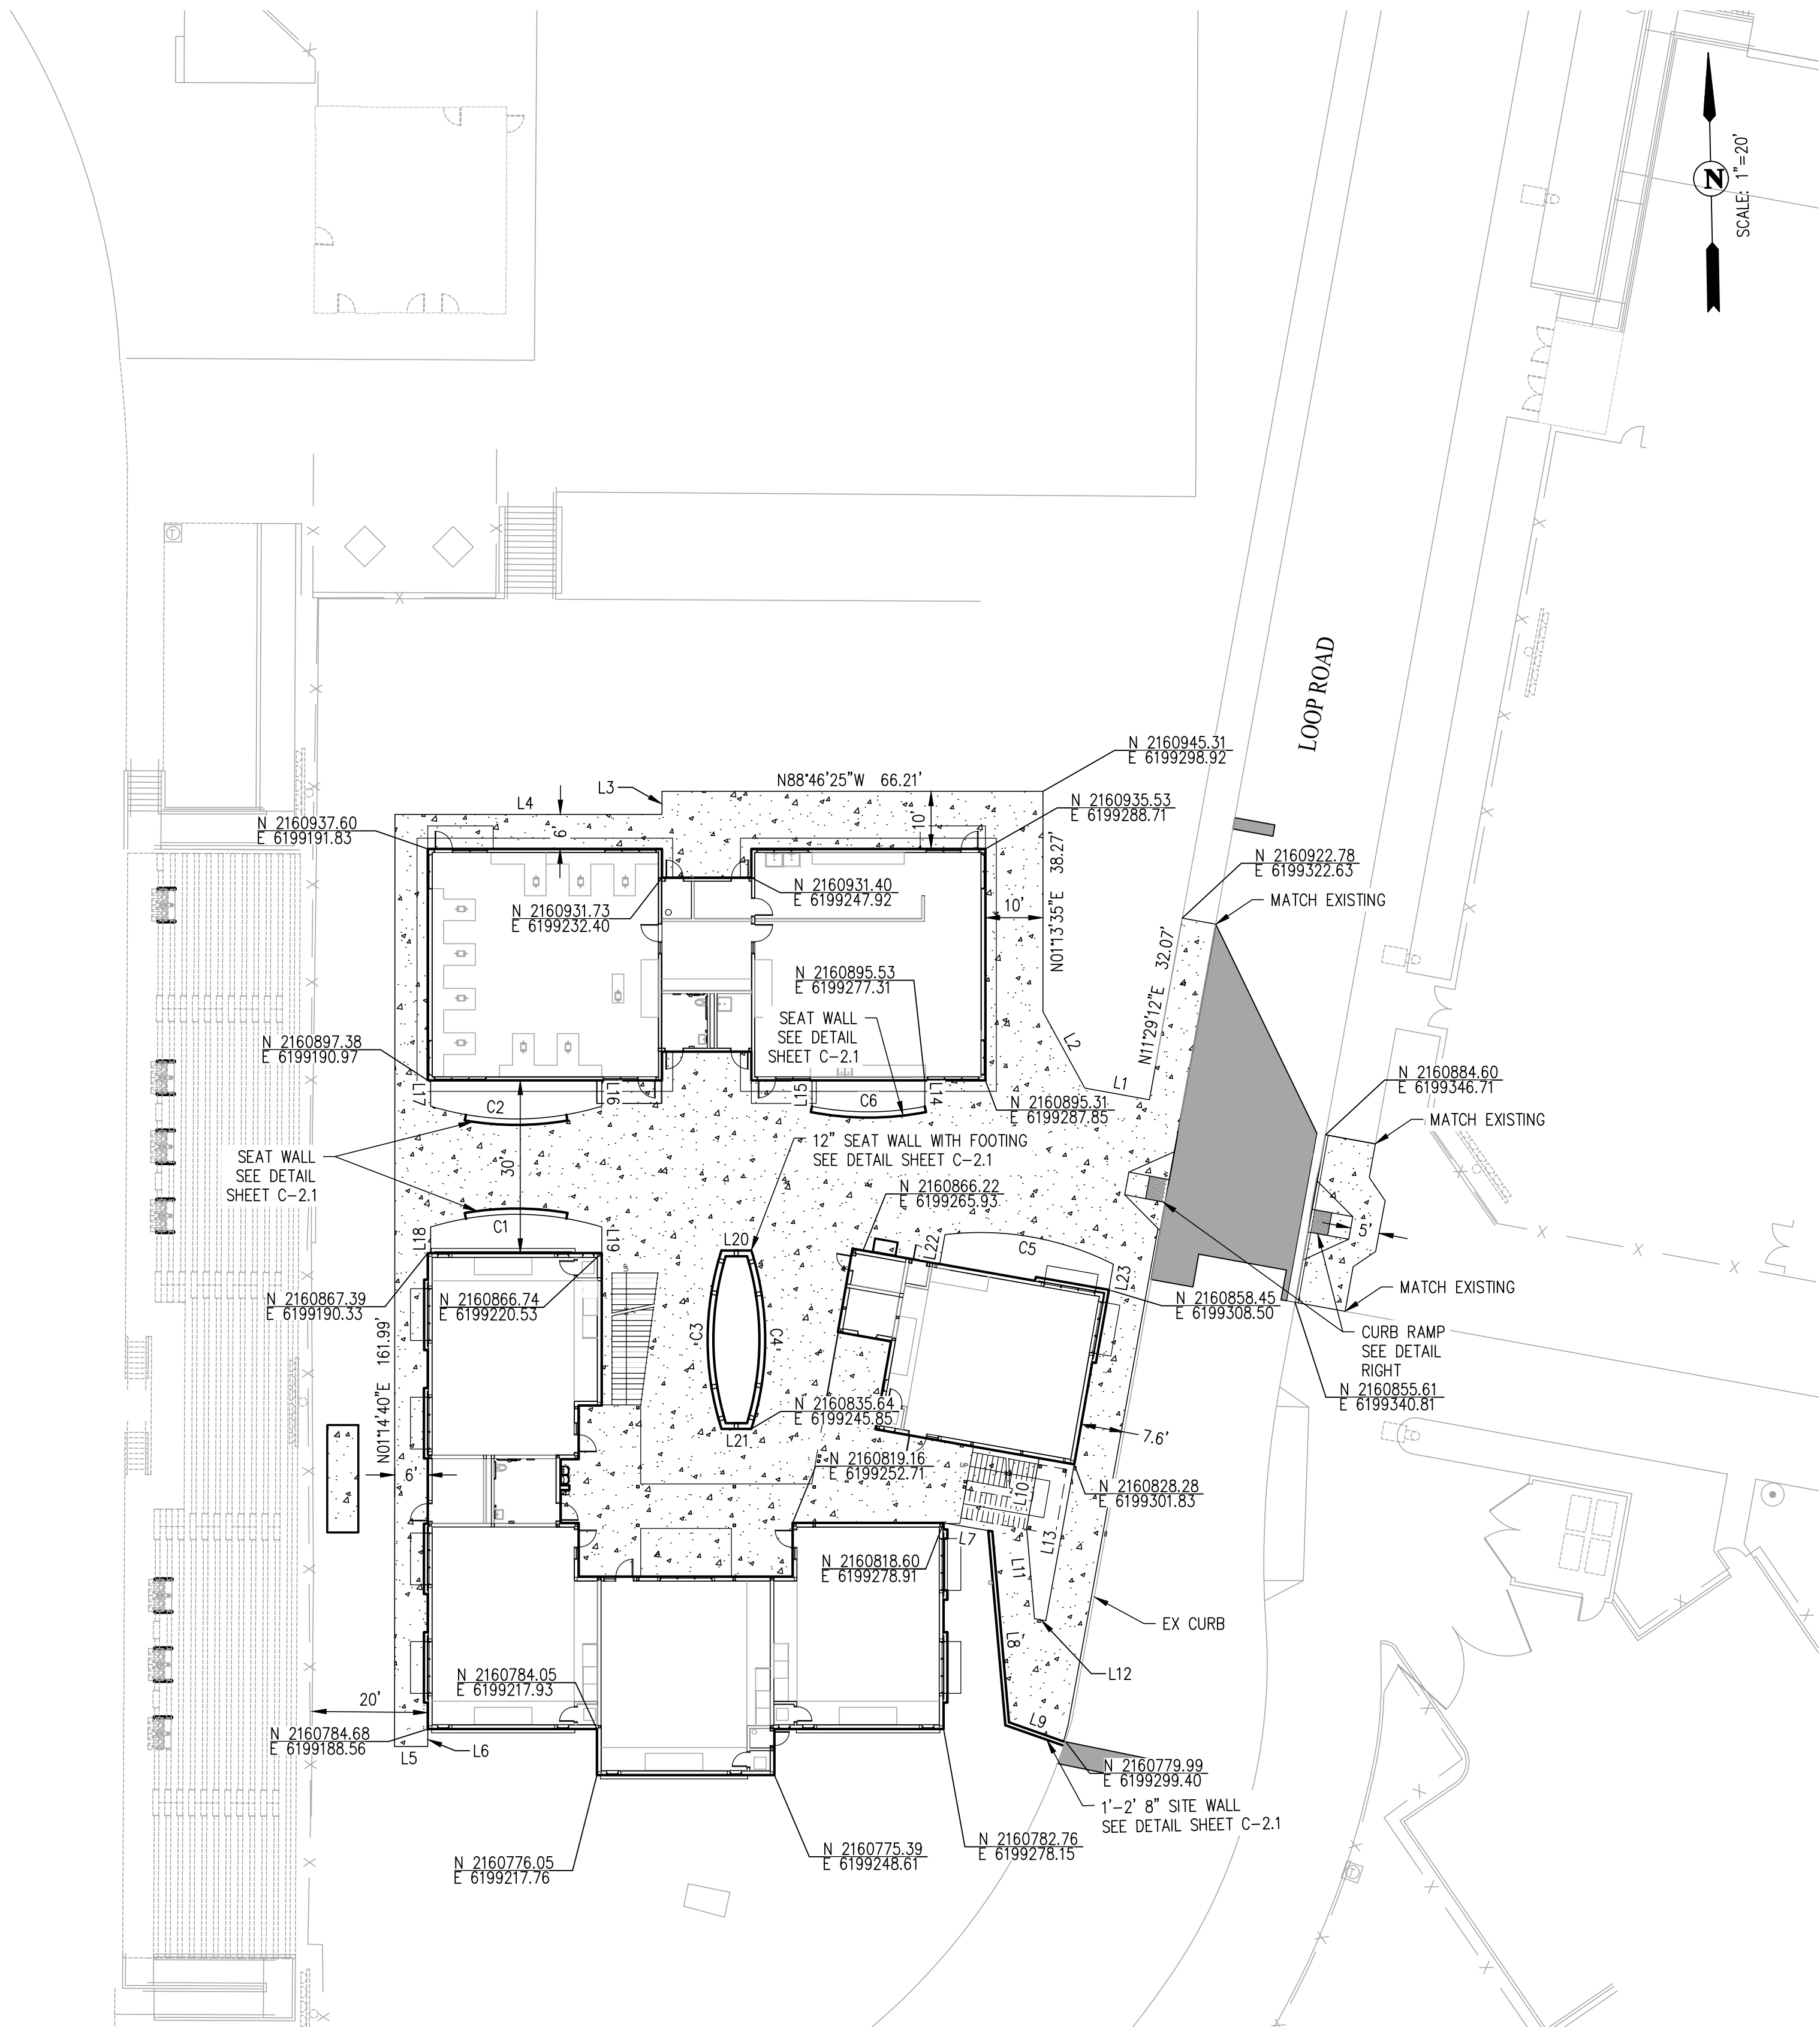 N
SCALE: 1"=20'
LOOP ROAD
N 2160945.31
E 6199298.92
N88°46'25"W 66.21'
L3
L4
N 2160935.53
E 6199288.71
10'
6'
N 2160937.60
E 6199191.83
N 2160922.78
E 6199322.63
MATCH EXISTING
N 2160931.40
E 6199247.92
N 2160931.73
E 6199232.40
10'
N01°13'35"E 38.27'
N11°29'12"E 32.07'
N 2160895.53
E 6199277.31
SEAT WALL
SEE DETAIL
SHEET C-2.1
N 2160897.38
E 6199190.97
L2
L1
N 2160884.60
E 6199346.71
L17
C2
L16
L15
C6
L14
N 2160895.31
E 6199287.85
MATCH EXISTING
12" SEAT WALL WITH FOOTING
SEE DETAIL SHEET C-2.1
SEAT WALL
SEE DETAIL
SHEET C-2.1
30'
N 2160866.22
E 6199265.93
C1
L18
L19
L20
L22
C5
L23
5'
UP
MATCH EXISTING
N 2160867.39
E 6199190.33
N 2160866.74
E 6199220.53
N 2160858.45
E 6199308.50
C3
C4
CURB RAMP
SEE DETAIL
RIGHT
N 2160855.61
E 6199340.81
N01°14'40"E 161.99'
N 2160835.64
E 6199245.85
L21
7.6'
6'
N 2160819.16
E 6199252.71
UP
L10
N 2160828.28
E 6199301.83
L13
L7
L11
N 2160818.60
E 6199278.91
EX CURB
L8
L12
N 2160784.05
E 6199217.93
20'
L9
N 2160784.68
E 6199188.56
L5
L6
N 2160779.99
E 6199299.40
1'-2' 8" SITE WALL
SEE DETAIL SHEET C-2.1
N 2160782.76
E 6199278.15
N 2160775.39
E 6199248.61
N 2160776.05
E 6199217.76